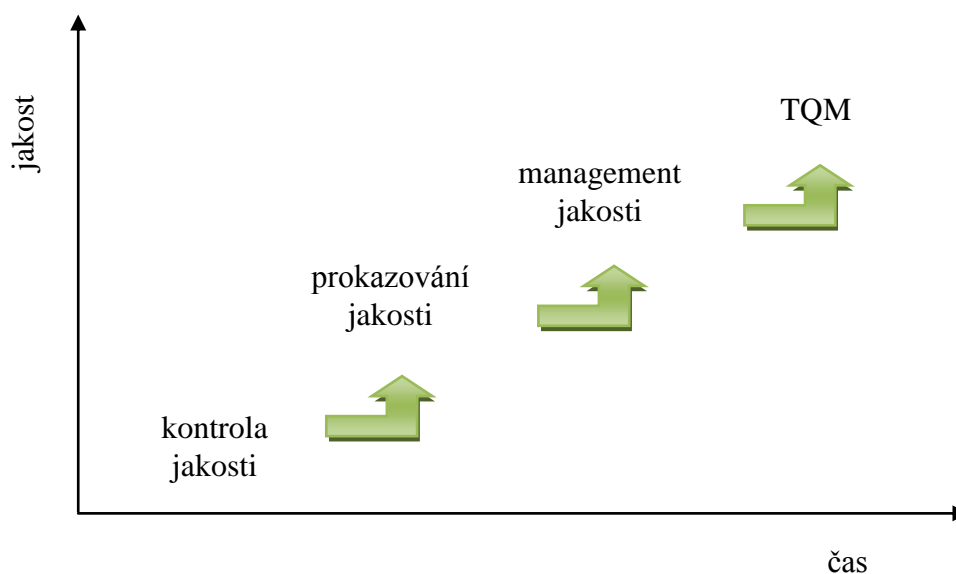 jakost
TQM
management
jakosti
prokazování
jakosti
kontrola
jakosti
čas